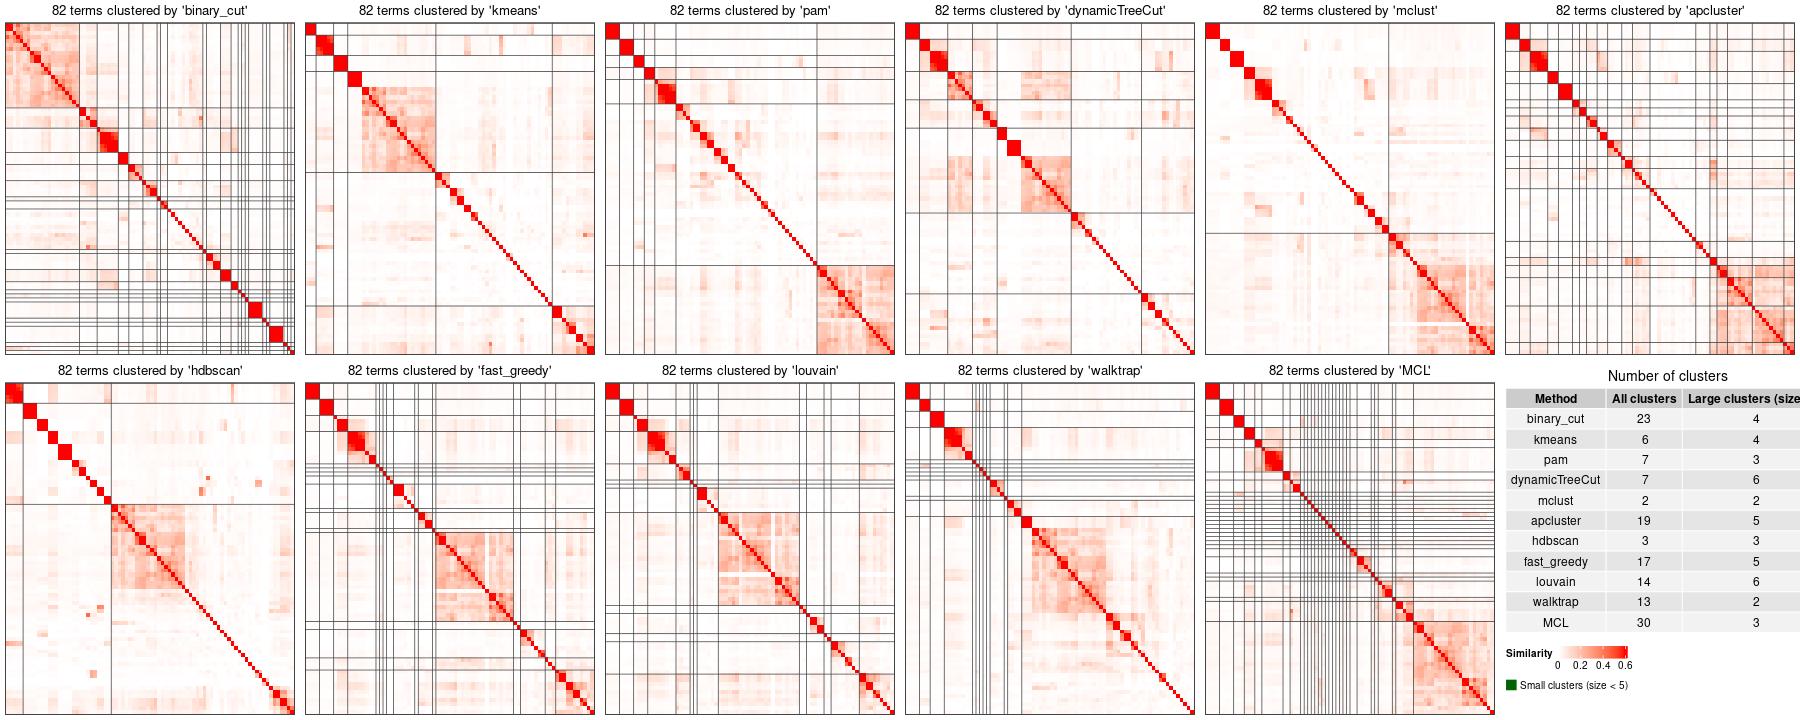 82 terms clustered by 'binary_cut'
82 terms clustered by 'kmeans'
82 terms clustered by 'pam'
82 terms clustered by 'dynamicTreeCut'
82 terms clustered by 'mclust'
82 terms clustered by 'apcluster'
82 terms clustered by 'hdbscan'
82 terms clustered by 'fast_greedy'
82 terms clustered by 'louvain'
82 terms clustered by 'walktrap'
82 terms clustered by 'MCL'
Number of clusters
Method All clusters Large clusters (size
binary_cut 23 4
kmeans 6 4
pam 7 3
dynamicTreeCut 7 6
mclust 2 2
apcluster 19 5
hdbscan 3 3
fast_greedy 17 5
louvain 14 6
walktrap 13 2
MCL 30 3
Similarity
0 0.2 0.4 0.6
Small clusters (size < 5)